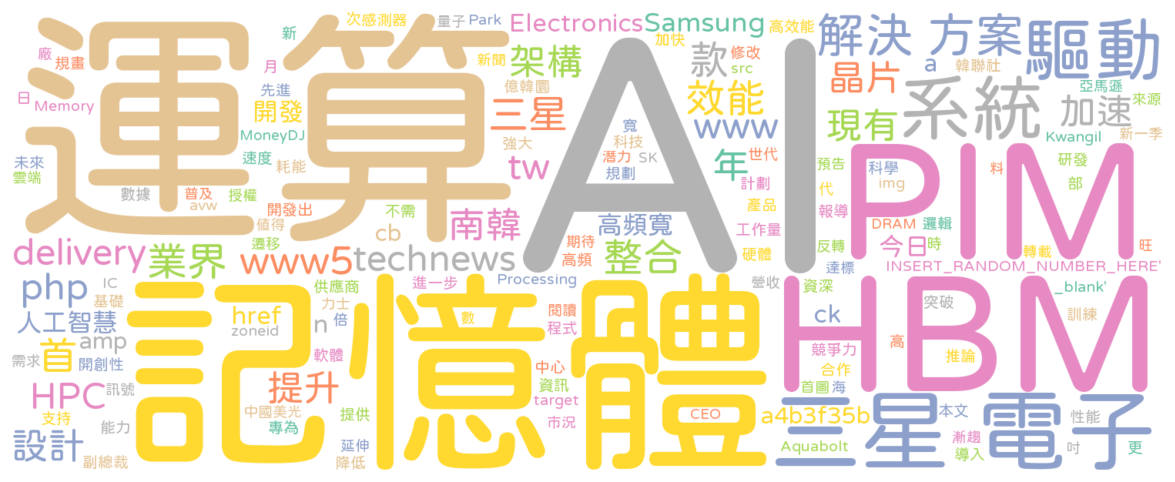 次感測器 量子 Park Electronics Samsung 高效能
新 新聞 加快
廠 規畫 月 架構 款 修改 src 解決 方案 驅動
a 韓聯社
日 Memory 先進 億韓圓 效能 晶片 系統 加速 亞馬遜 來源
運算 AI
開發 三星 www 現有 Kwangil 新一季
MoneyDJ 強大 寬 科技
未來 雲端 速度 耗能 tw 潛力 SK 規劃 年 世代 預告 科學 料 研發 部
數據 普及 授權 計劃 代 img PIM
avw 開發出 不需 南韓 高頻寬 產品 報導 DRAM 邏輯
值得 cb 工作量 今日 時
delivery 業界 遷移 www5 technews 期待 高頻 整合 硬體 反轉 達標 轉載 旺
INSERT_RANDOM_NUMBER_HERE'
php IC 基礎 供應商 進一步 Processing 營收 資深 _blank'
記憶體 HBM
人工智慧 href 力士 倍 數 閱讀 程式 ck 突破 訓練
zoneid n
需求 首 amp 開創性 軟體 競爭力 高 推論
HPC 訊號 提升 中心 資訊 合作
支持 中國美光 提供 target 首圖 海
能力 專為 市況 CEO a4b3f35b 本文 性能
設計 副總裁 延伸 降低 Aquabolt 三星電子 漸趨 導入 吋 更